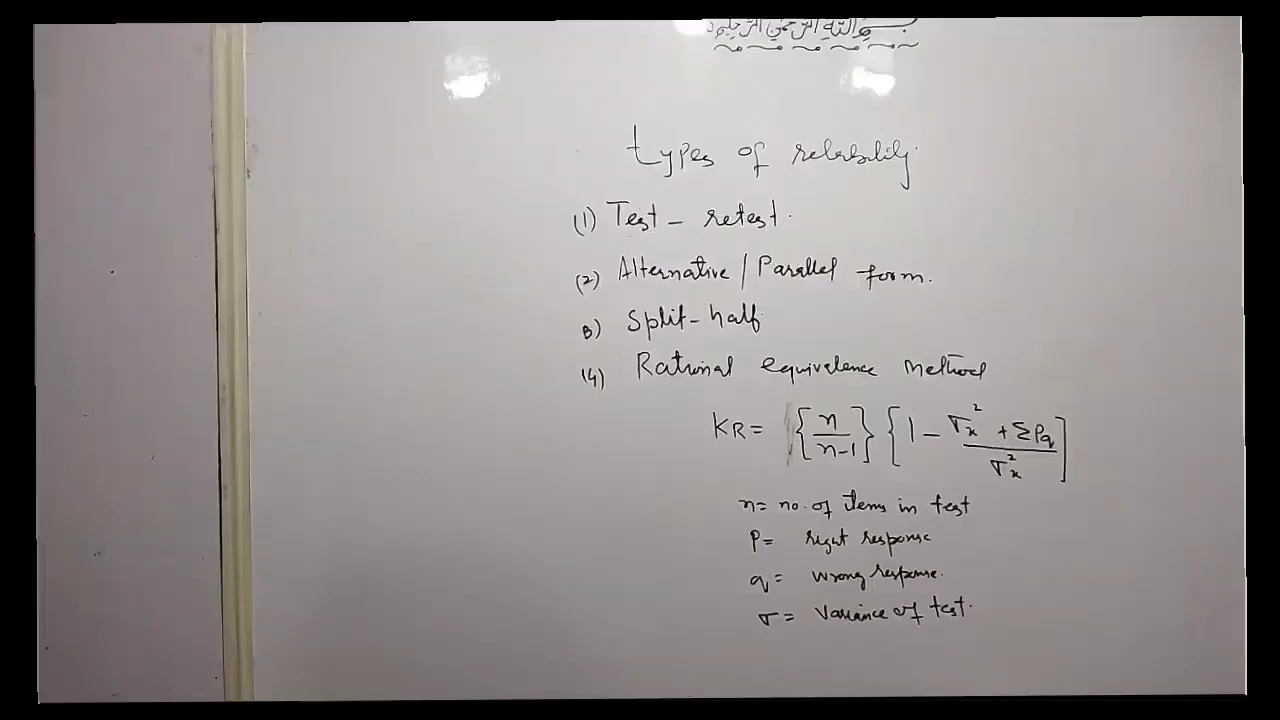 بسم الله الرحمن الرحيم
types of relability
(1) Test - retest.
(2) Alternative / Parallel form.
(3) Split-half
(4) Rational equivalence Method
KR = {n/n-1} {1 - σx² + Σpq/σx²]
n = no. of items in test
p = right response
q = wrong response.
σ = Variance of test.